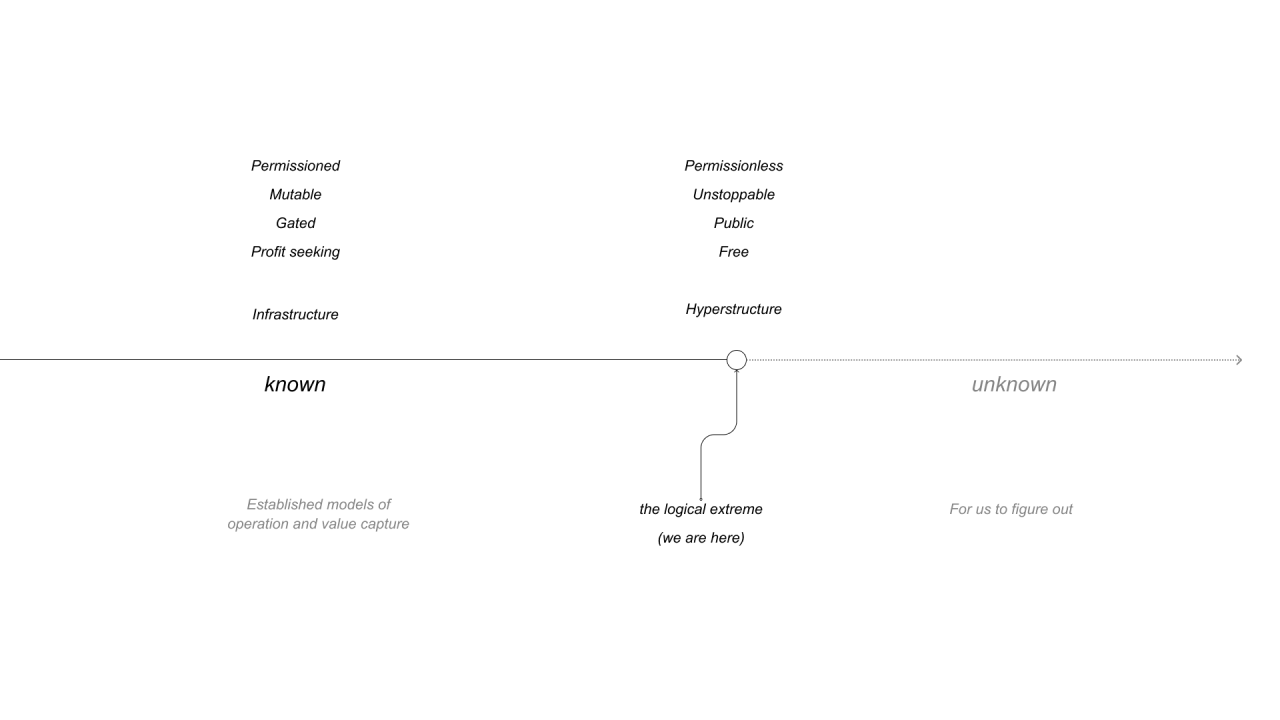 Permissioned
Mutable
Gated
Profit seeking
Infrastructure
Permissionless
Unstoppable
Public
Free
Hyperstructure
known
unknown
Established models of
operation and value capture
the logical extreme
(we are here)
For us to figure out